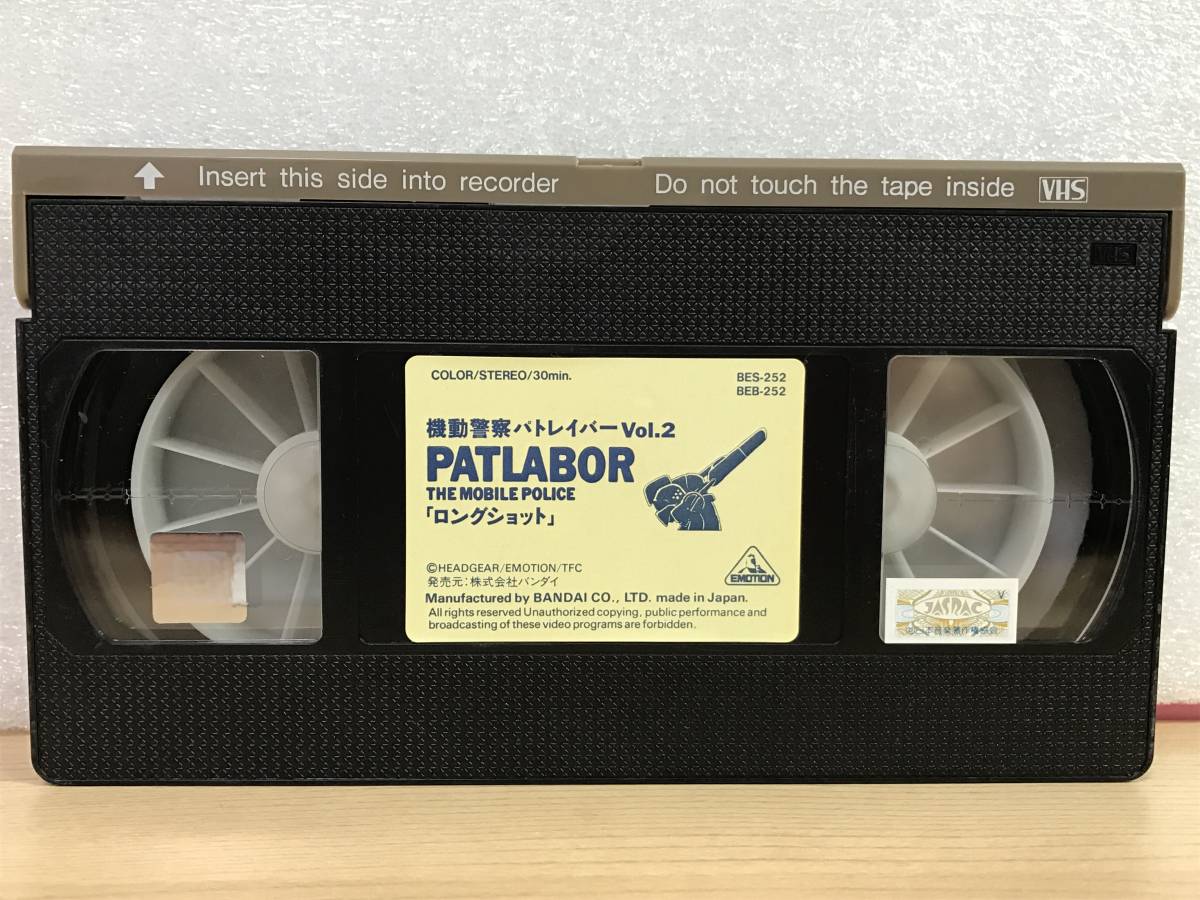 Insert this side into recorder
Do not touch the tape inside
VHS
VHS
COLOR/STEREO/30min.
BES-252
BEB-252
機動警察パトレイバー Vol.2
PATLABOR
THE MOBILE POLICE
「ロングショット」
©HEADGEAR/EMOTION/TFC
発売元:株式会社バンダイ
EMOTION
Manufactured by BANDAI CO., LTD. made in Japan.
All rights reserved Unauthorized copying, public performance and
broadcasting of these video programs are forbidden.
V
JASRAC